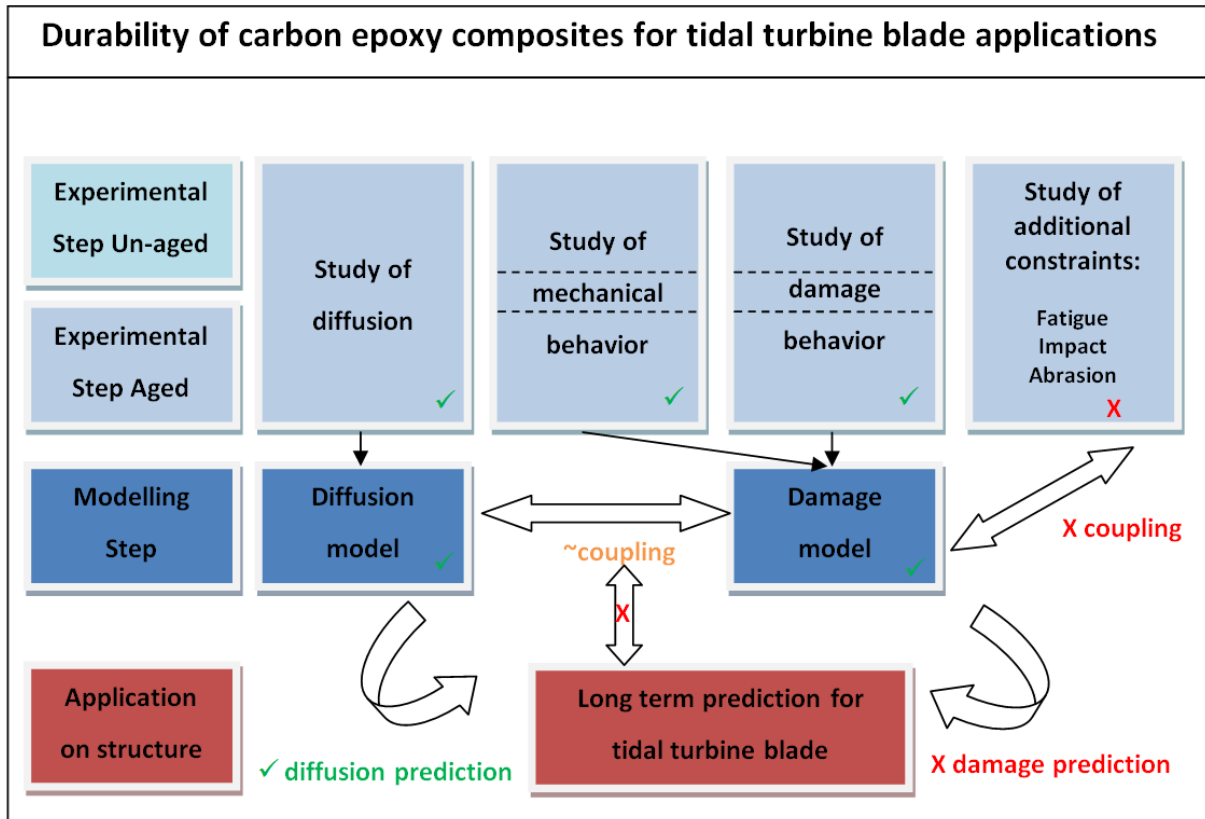 Durability of carbon epoxy composites for tidal turbine blade applications
Experimental
Step Un-aged
Experimental
Step Aged
Study of
diffusion
✓
Study of
mechanical
behavior
✓
Study of
damage
behavior
✓
Study of
additional
constraints:
Fatigue
Impact
Abrasion
X
Modelling
Step
Diffusion
model
✓
~coupling
X
Damage
model
✓
X coupling
Application
on structure
✓ diffusion prediction
Long term prediction for
tidal turbine blade
X damage prediction